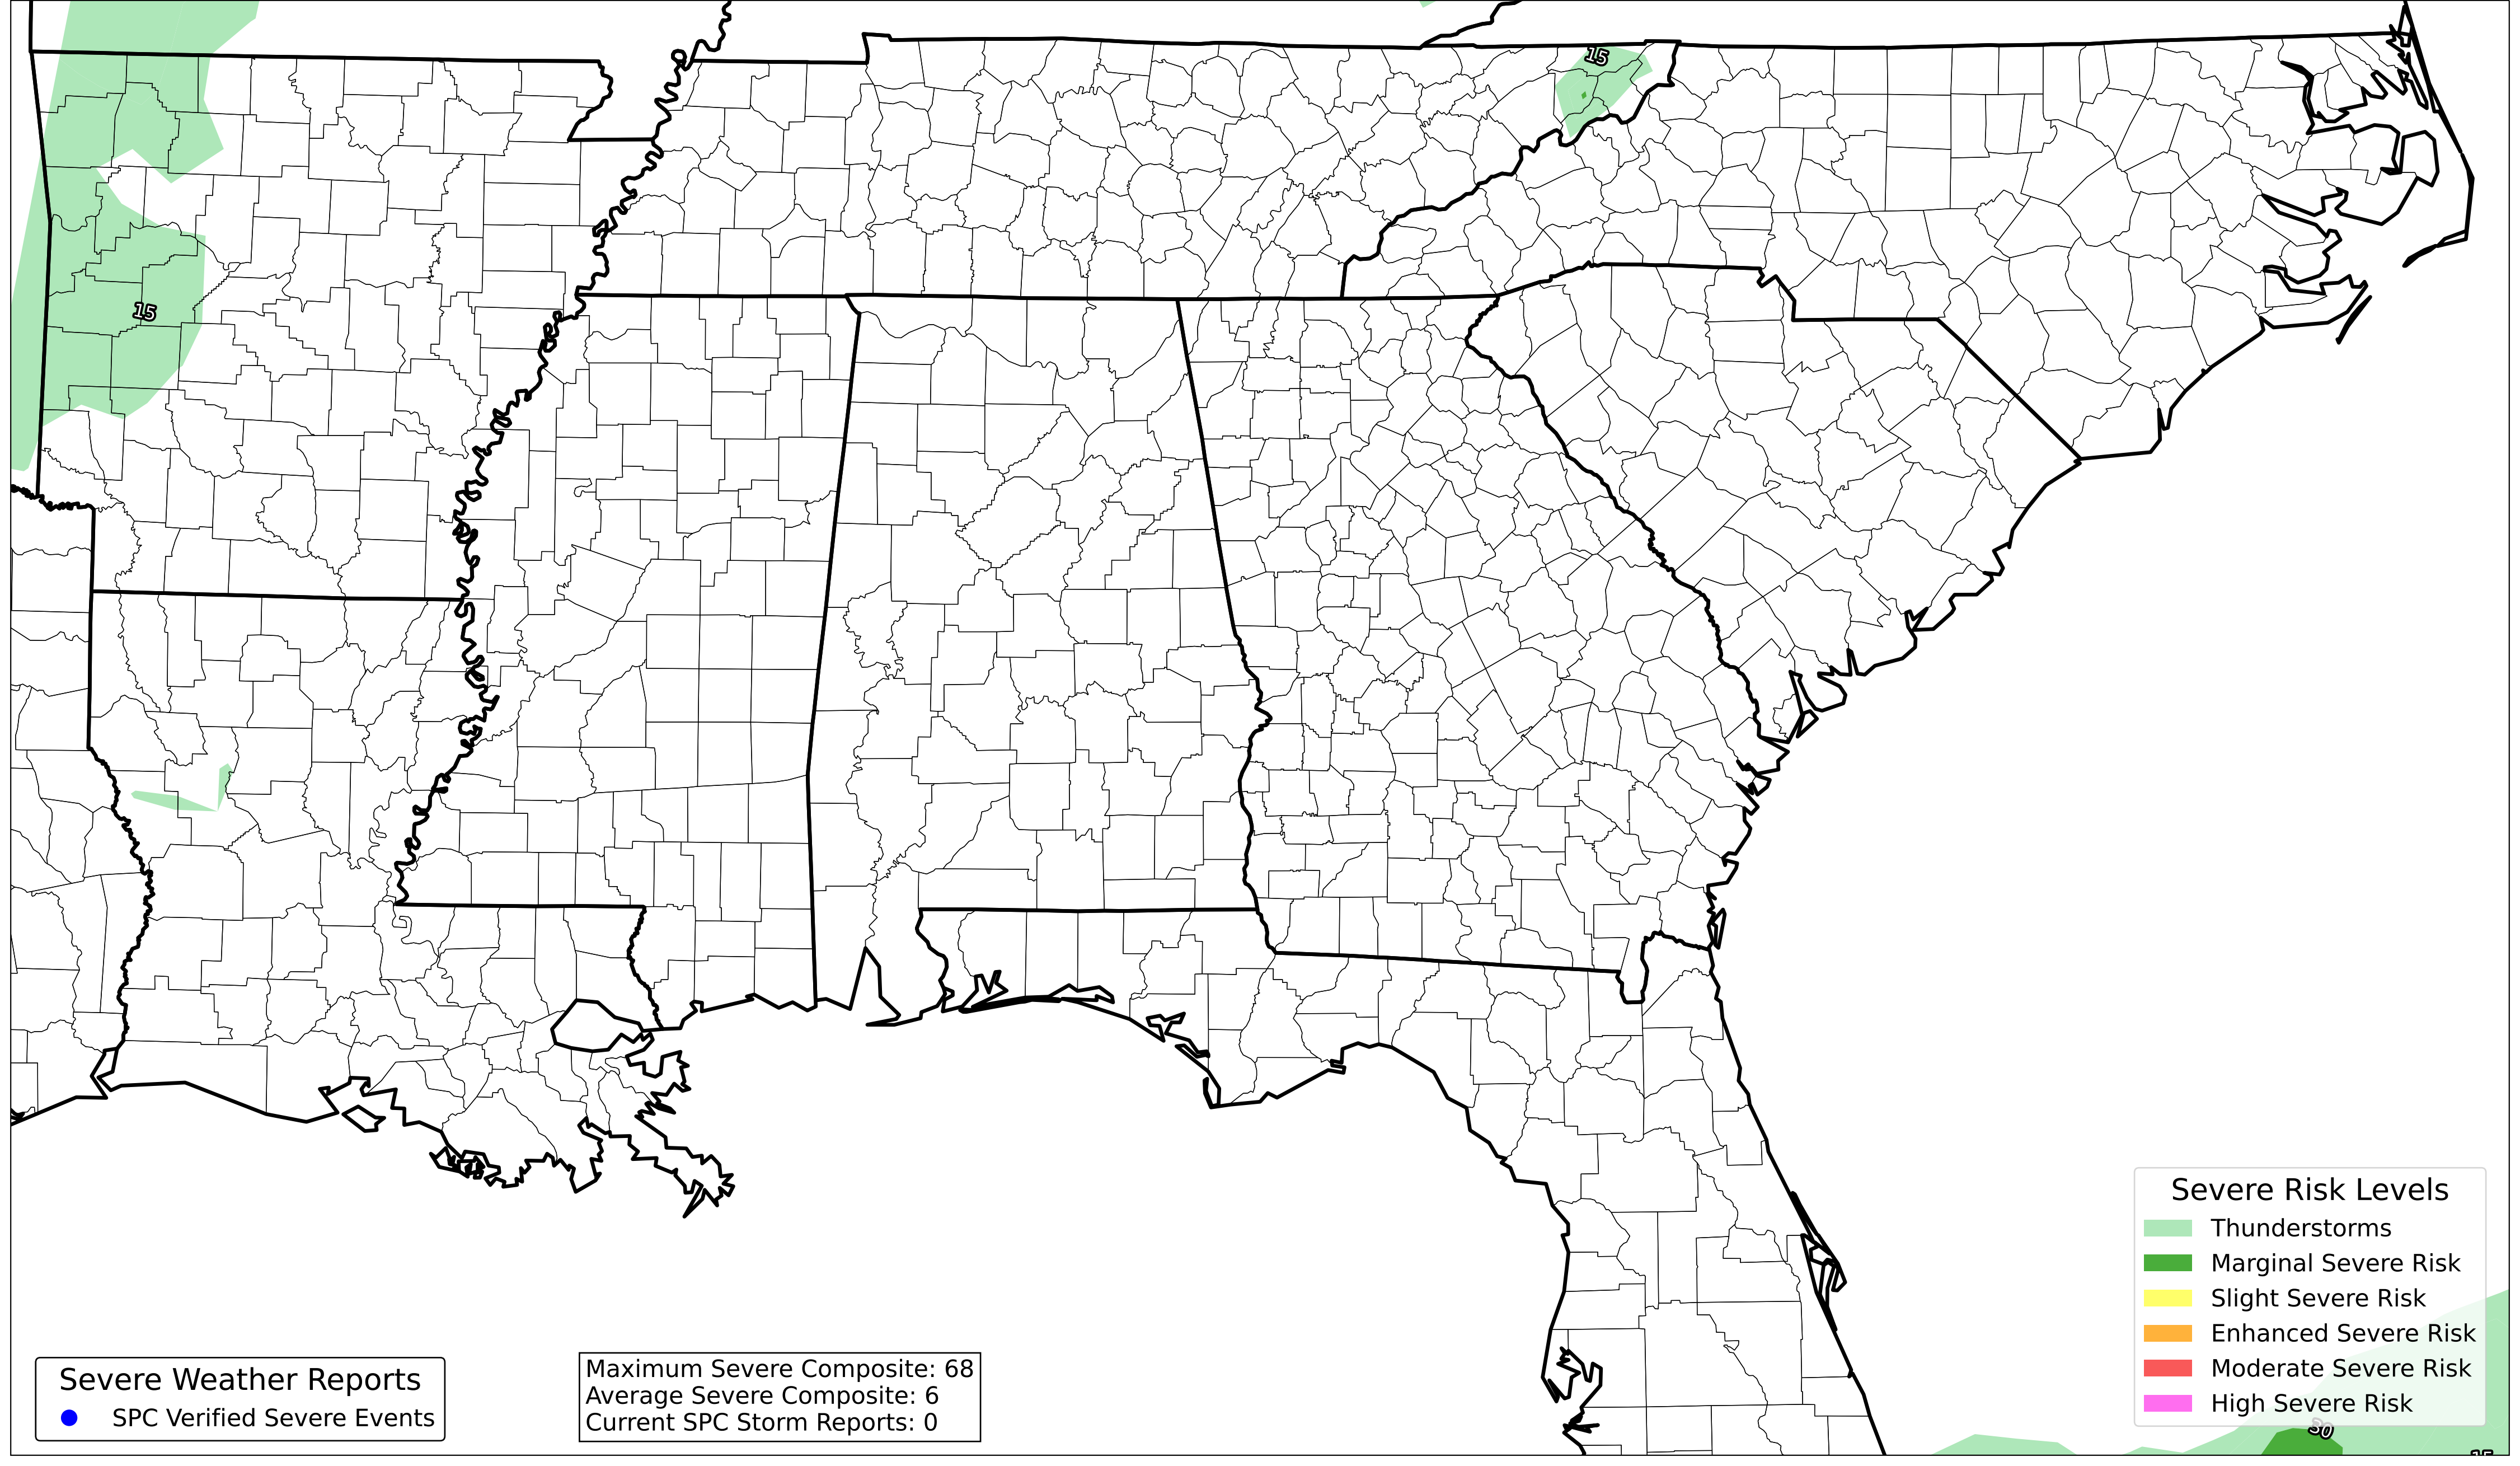 15
15
Severe Risk Levels
Thunderstorms
Marginal Severe Risk
Slight Severe Risk
Enhanced Severe Risk
Moderate Severe Risk
High Severe Risk
30
15
Severe Weather Reports
SPC Verified Severe Events
Maximum Severe Composite: 68
Average Severe Composite: 6
Current SPC Storm Reports: 0